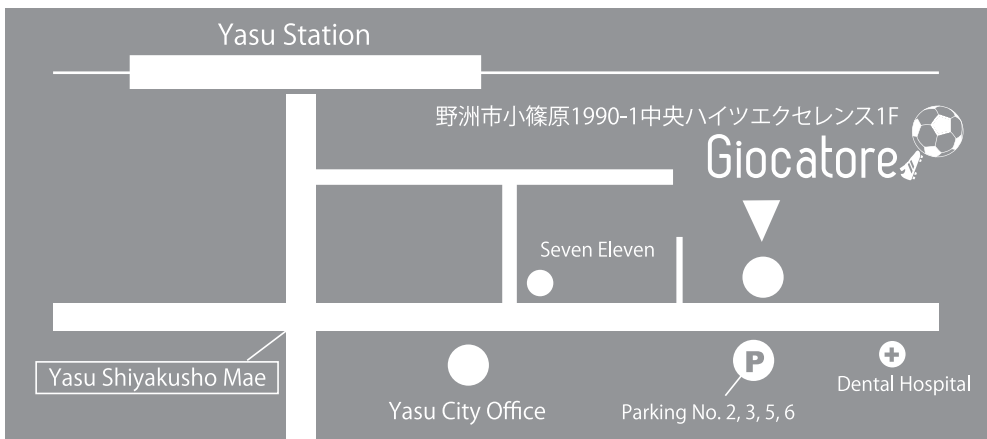 Yasu Station
野洲市小篠原1990-1中央ハイツエクセレンス1F
Giocatore
Seven Eleven
Yasu Shiyakusho Mae
Yasu City Office
P
Parking No. 2, 3, 5, 6
Dental Hospital